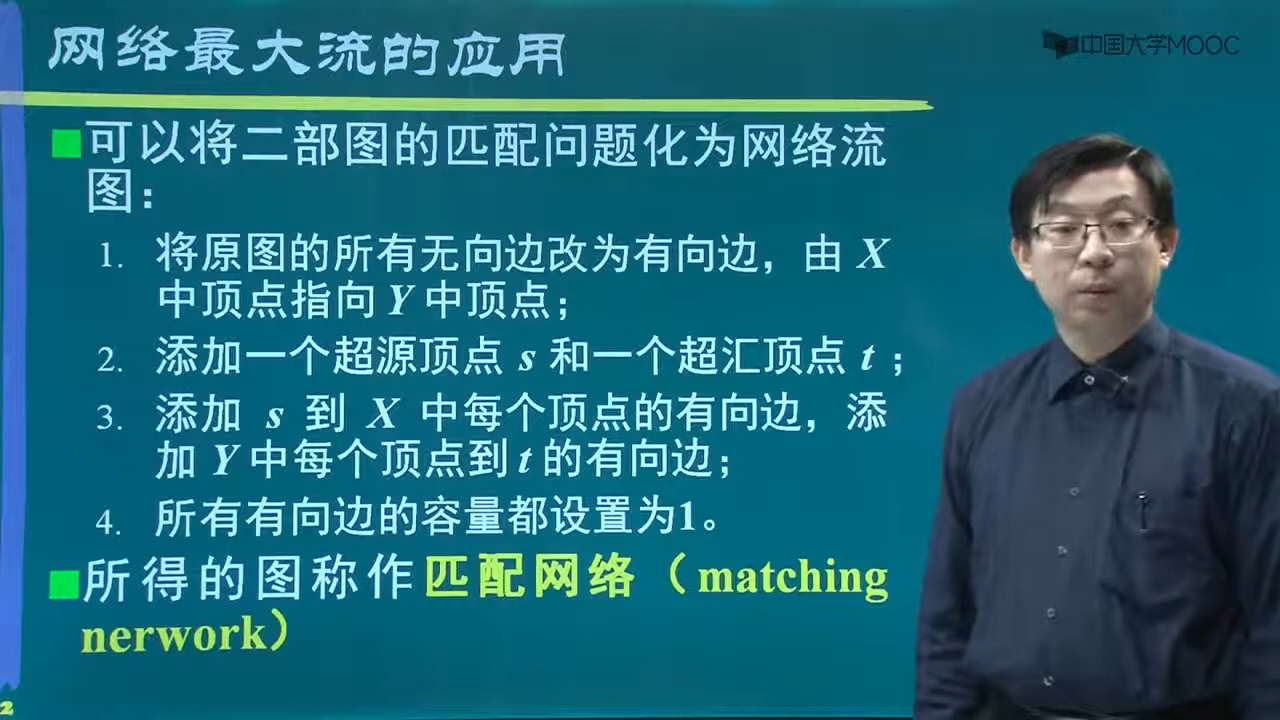 网络最大流的应用
中国大学MOOC
可以将二部图的匹配问题化为网络流
图：
1. 将原图的所有无向边改为有向边，由 X
中顶点指向 Y 中顶点；
2. 添加一个超源顶点 s 和一个超汇顶点 t ；
3. 添加 s 到 X 中每个顶点的有向边，添
加 Y 中每个顶点到 t 的有向边；
4. 所有有向边的容量都设置为1。
所得的图称作匹配网络（matching
nerwork）
2